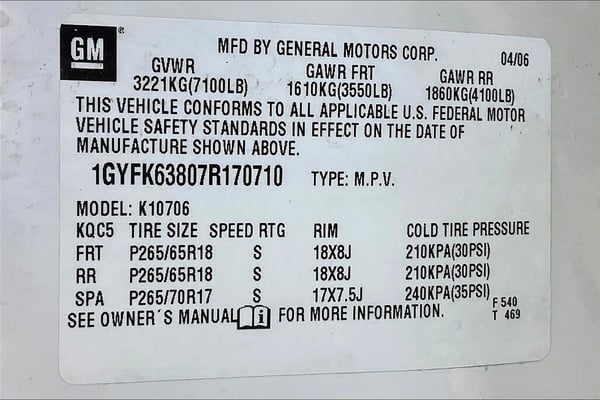 GM
MFD BY GENERAL MOTORS CORP. 04/06
GVWR GAWR FRT GAWR RR
3221KG(7100LB) 1610KG(3550LB) 1860KG(4100LB)
THIS VEHICLE CONFORMS TO ALL APPLICABLE U.S. FEDERAL MOTOR
VEHICLE SAFETY STANDARDS IN EFFECT ON THE DATE OF
MANUFACTURE SHOWN ABOVE.
1GYFK63807R170710 TYPE: M.P.V.
MODEL: K10706
KQC5 TIRE SIZE SPEED RTG RIM COLD TIRE PRESSURE
FRT P265/65R18 S 18X8J 210KPA(30PSI)
RR P265/65R18 S 18X8J 210KPA(30PSI)
SPA P265/70R17 S 17X7.5J 240KPA(35PSI)
SEE OWNER´S MANUAL i FOR MORE INFORMATION.
F 540
T 469